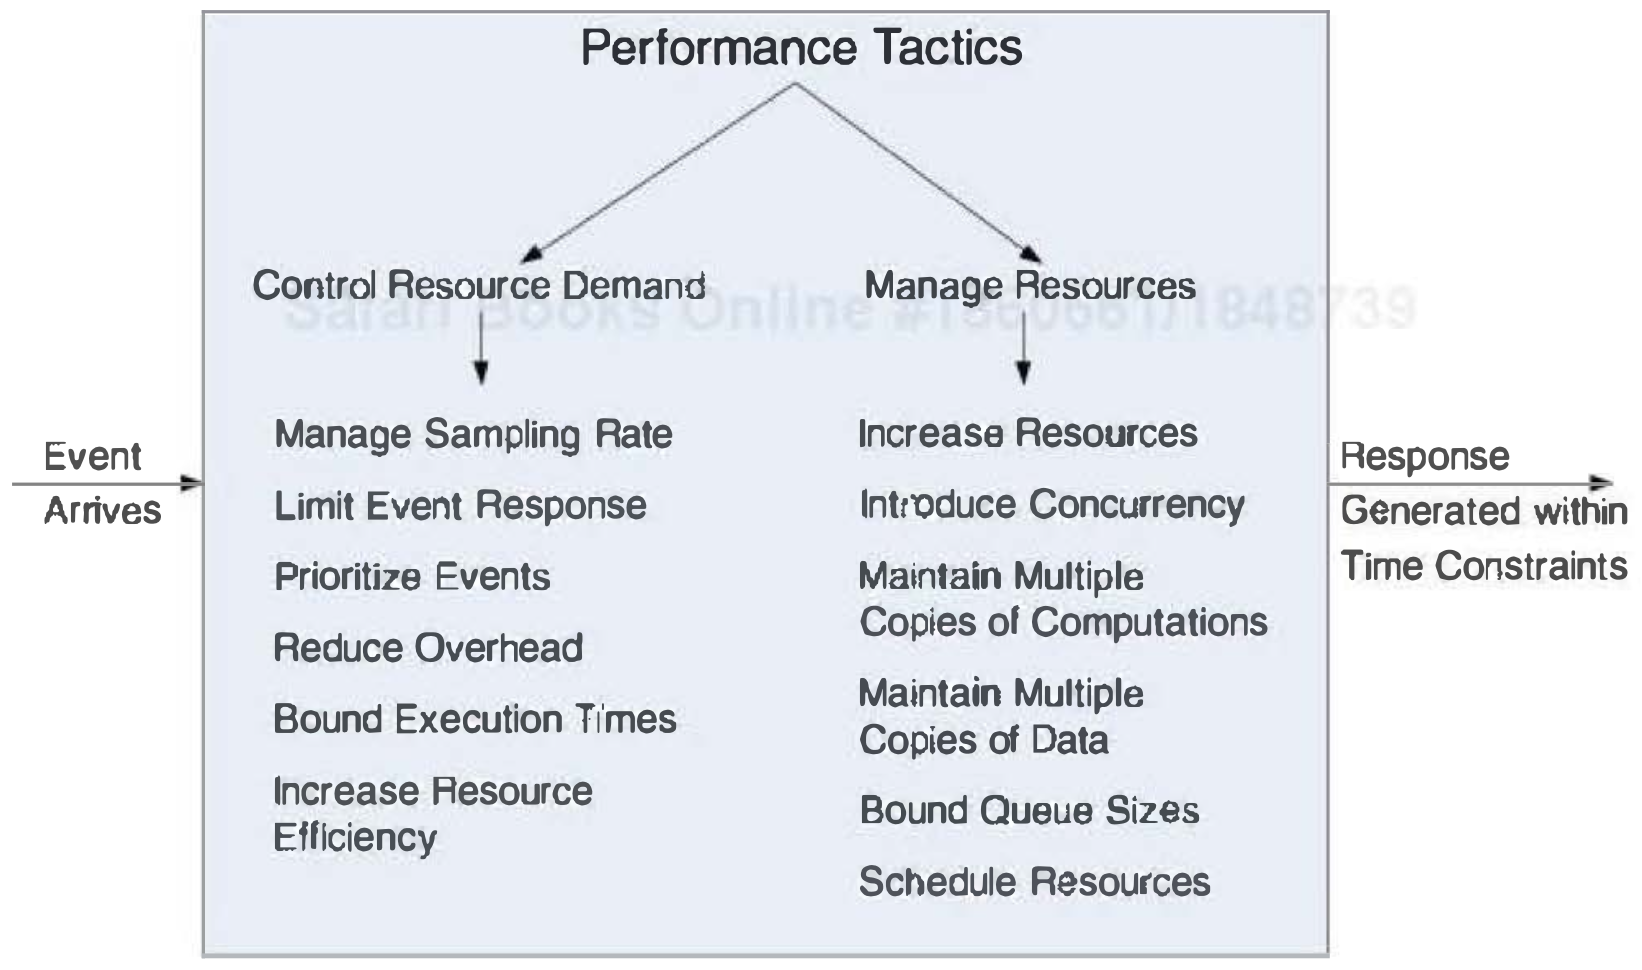 Performance Tactics
Control Resource Demand
Manage Resources
Safari Books Online
Event
Arrives
Manage Sampling Rate
Limit Event Response
Prioritize Events
Reduce Overhead
Bound Execution Times
Increase Resource
Efficiency
Increase Resources
Introduce Concurrency
Maintain Multiple
Copies of Computations
Maintain Multiple
Copies of Data
Bound Queue Sizes
Schedule Resources
Response
Generated within
Time Constraints